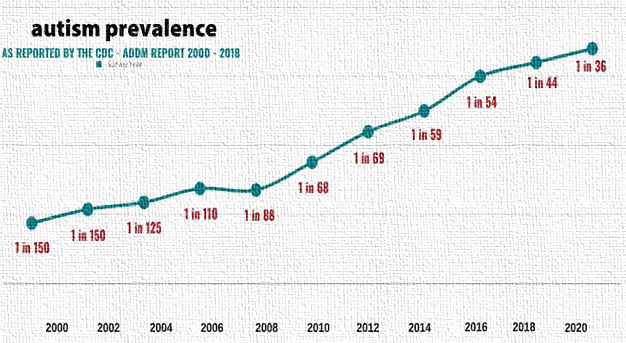 autism prevalence
AS REPORTED BY THE CDC - ADDM REPORT 2000 - 2018
Survey Year
1 in 150
1 in 150
1 in 125
1 in 110
1 in 88
1 in 68
1 in 69
1 in 59
1 in 54
1 in 44
1 in 36
2000 2002 2004 2006 2008 2010 2012 2014 2016 2018 2020